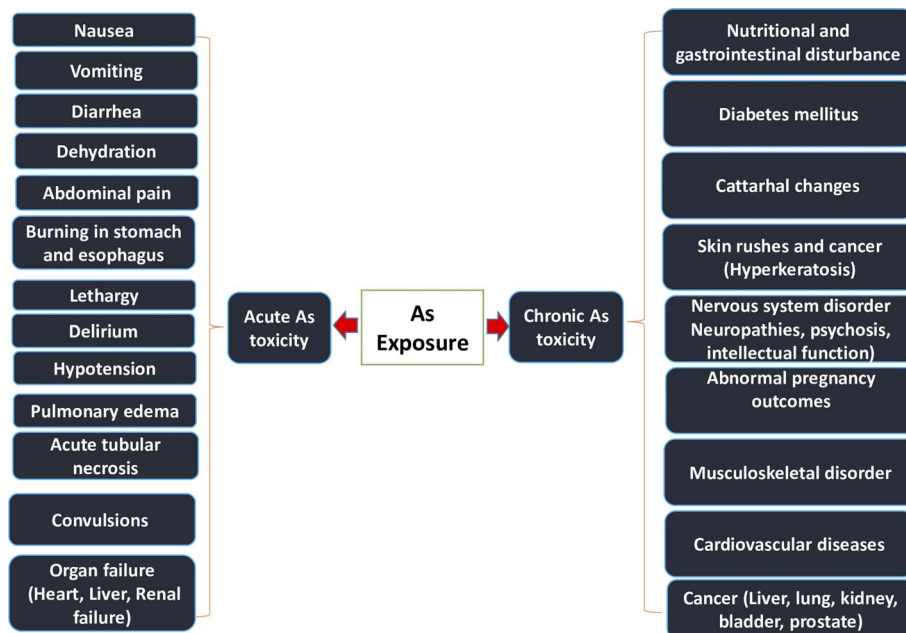 Nausea
Vomiting
Diarrhea
Dehydration
Abdominal pain
Burning in stomach
and esophagus
Lethargy
Delirium
Hypotension
Pulmonary edema
Acute tubular
necrosis
Convulsions
Organ failure
(Heart, Liver, Renal
failure)
Acute As
toxicity
As
Exposure
Chronic As
toxicity
Nutritional and
gastrointestinal disturbance
Diabetes mellitus
Cattarhal changes
Skin rushes and cancer
(Hyperkeratosis)
Nervous system disorder
Neuropathies, psychosis,
intellectual function)
Abnormal pregnancy
outcomes
Musculoskeletal disorder
Cardiovascular diseases
Cancer (Liver, lung, kidney,
bladder, prostate)